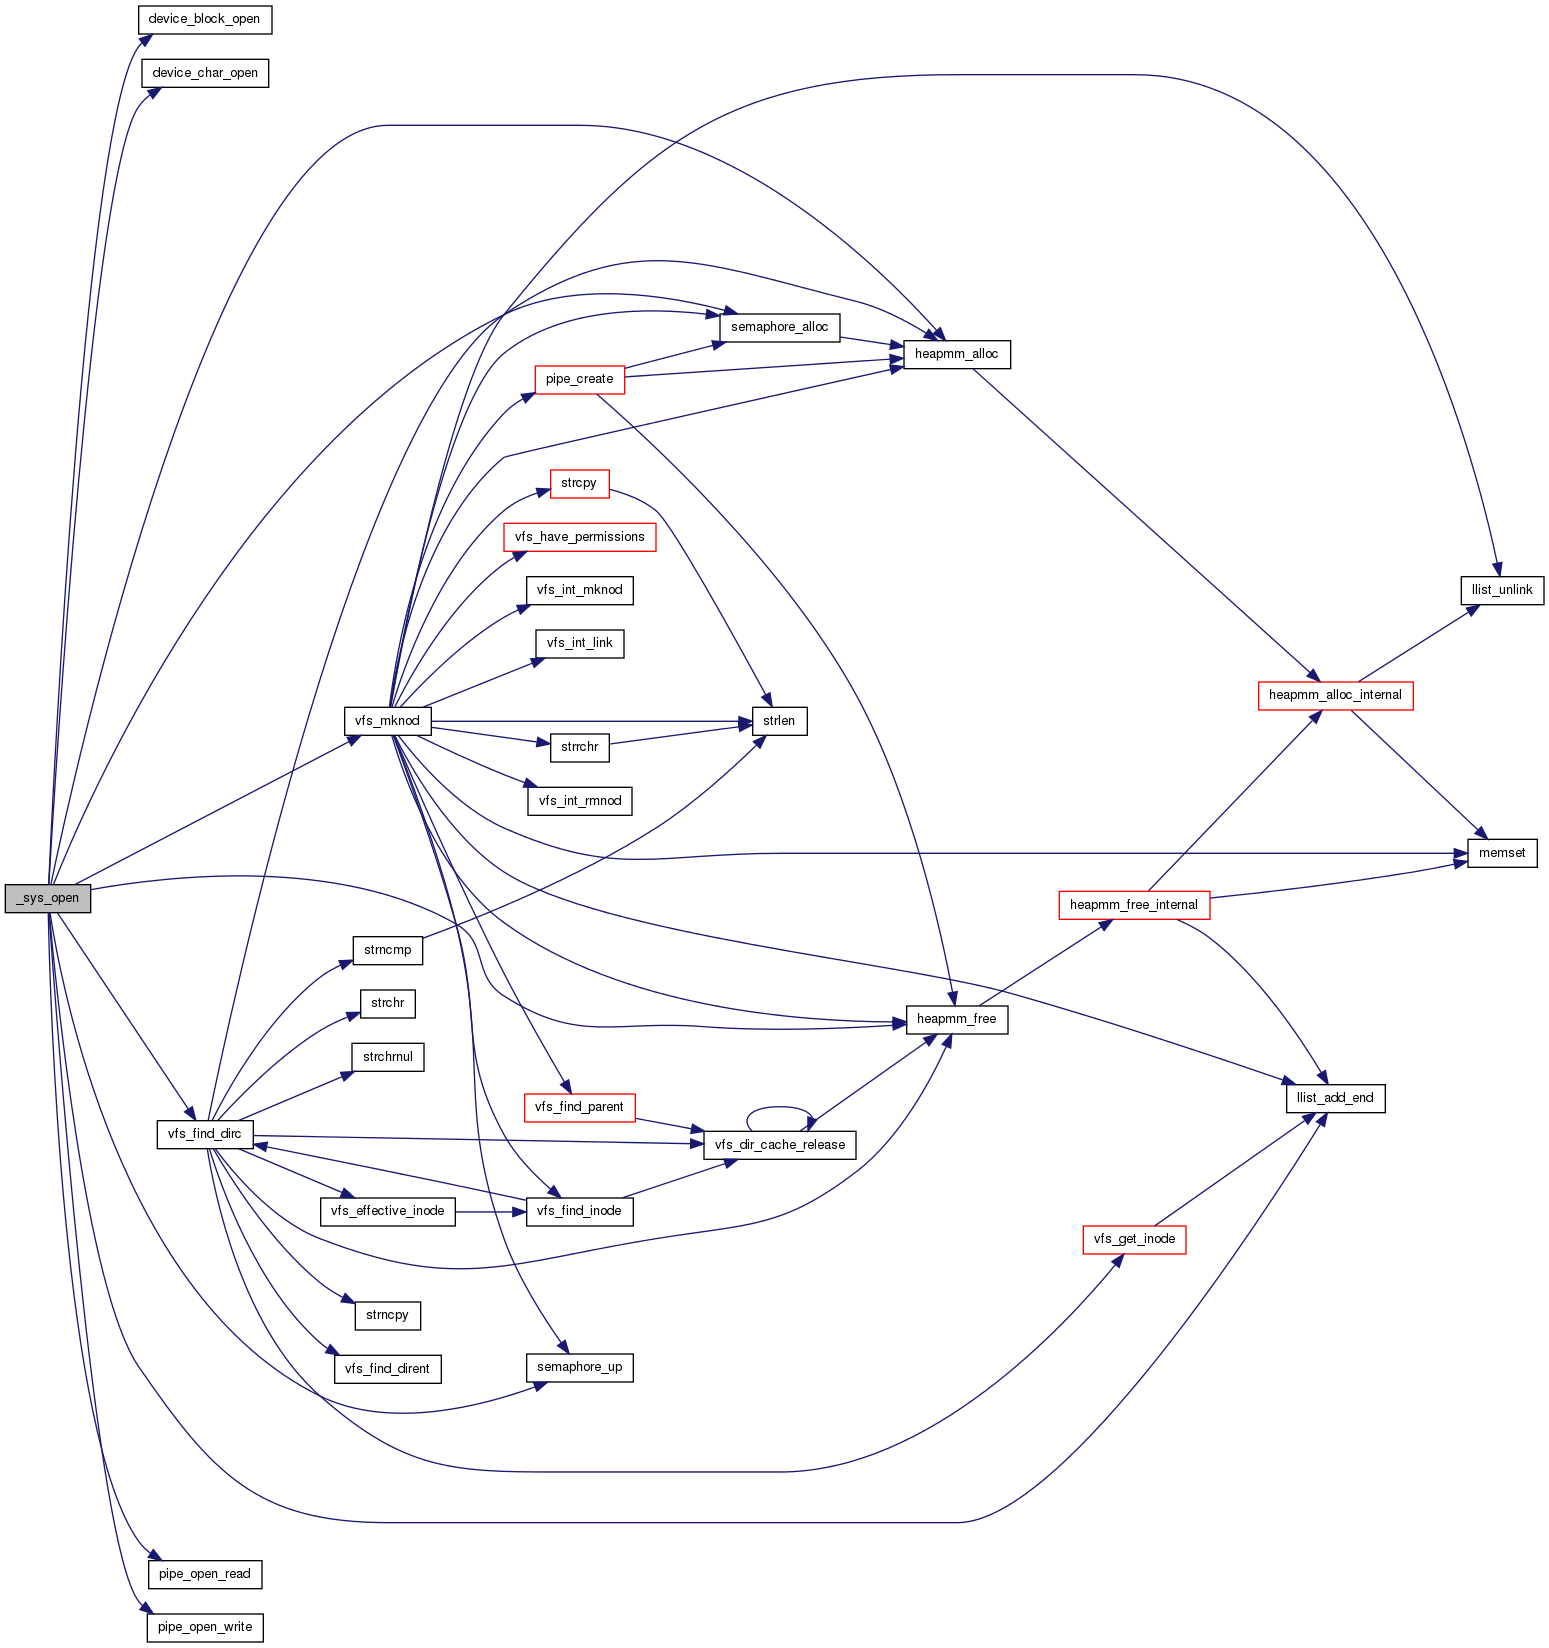 device_block_open
device_char_open
semaphore_alloc
heapmm_alloc
pipe_create
strcpy
vfs_have_permissions
vfs_int_mknod
llist_unlink
vfs_int_link
heapmm_alloc_internal
vfs_mknod
strlen
strrchr
vfs_int_rmnod
memset
_sys_open
heapmm_free_internal
strncmp
strchr
heapmm_free
strchrnul
llist_add_end
vfs_find_parent
vfs_find_dirc
vfs_dir_cache_release
vfs_effective_inode
vfs_find_inode
vfs_get_inode
strncpy
vfs_find_dirent
semaphore_up
pipe_open_read
pipe_open_write